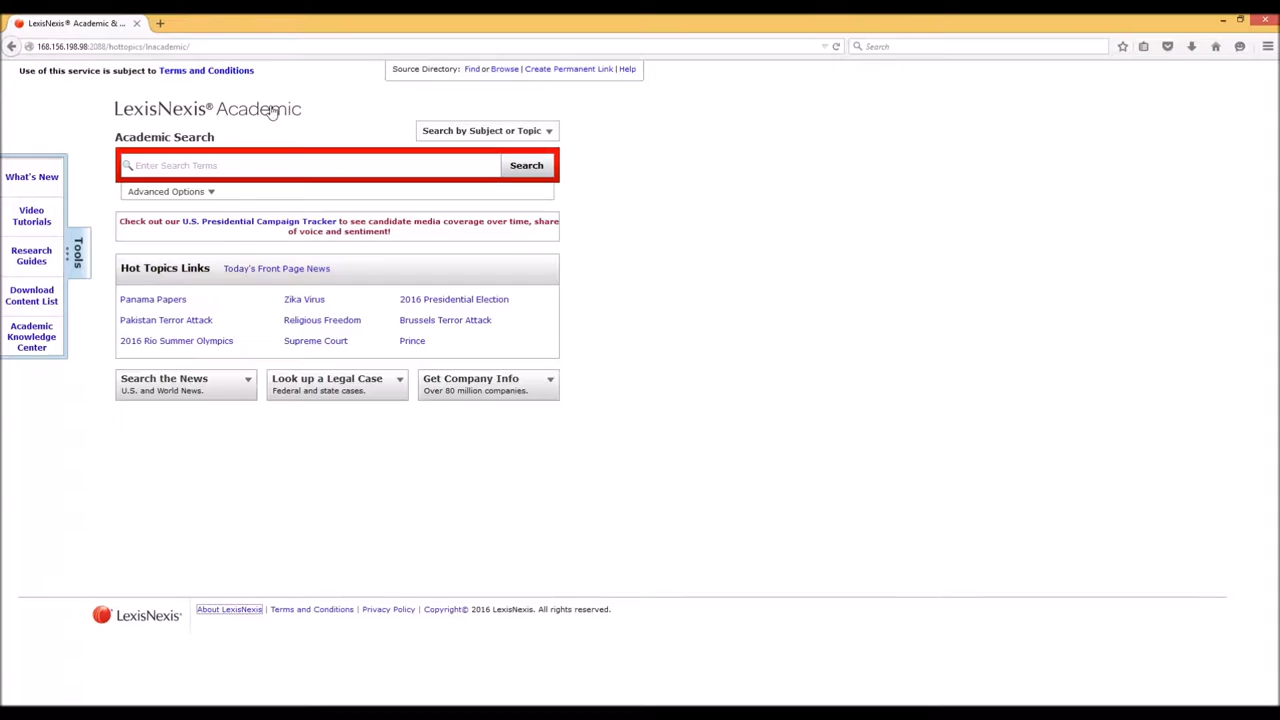 LexisNexis® Academic & ...
168.156.198.98:2088/hottopics/lnacademic/
Search
Use of this service is subject to Terms and Conditions
Source Directory: Find or Browse | Create Permanent Link | Help
LexisNexis® Academic
Academic Search
Search by Subject or Topic
Enter Search Terms
Search
Advanced Options
What's New
Video
Tutorials
Research
Guides
Download
Content List
Academic
Knowledge
Center
Tools
Check out our U.S. Presidential Campaign Tracker to see candidate media coverage over time, share
of voice and sentiment!
Hot Topics Links Today's Front Page News
Panama Papers Zika Virus 2016 Presidential Election
Pakistan Terror Attack Religious Freedom Brussels Terror Attack
2016 Rio Summer Olympics Supreme Court Prince
Search the News
U.S. and World News.
Look up a Legal Case
Federal and state cases.
Get Company Info
Over 80 million companies.
LexisNexis®
About LexisNexis | Terms and Conditions | Privacy Policy | Copyright© 2016 LexisNexis. All rights reserved.